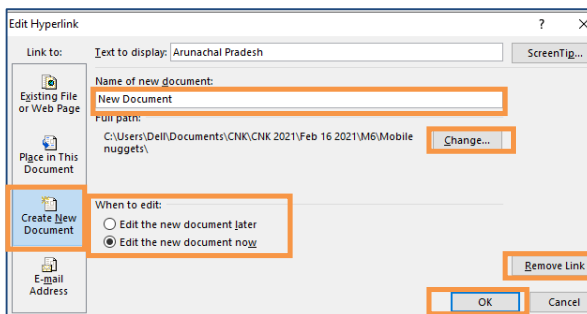 Edit Hyperlink ? ×
Link to: Text to display: Arunachal Pradesh ScreenTip...
Existing File
or Web Page
Name of new document:
New Document
Full path:
C:\Users\Dell\Documents\CNK\CNK 2021\Feb 16 2021\M6\Mobile
nuggets\
Change...
Place in This
Document
Create New
Document
When to edit:
Edit the new document later
Edit the new document now
E-mail
Address
Remove Link
OK Cancel